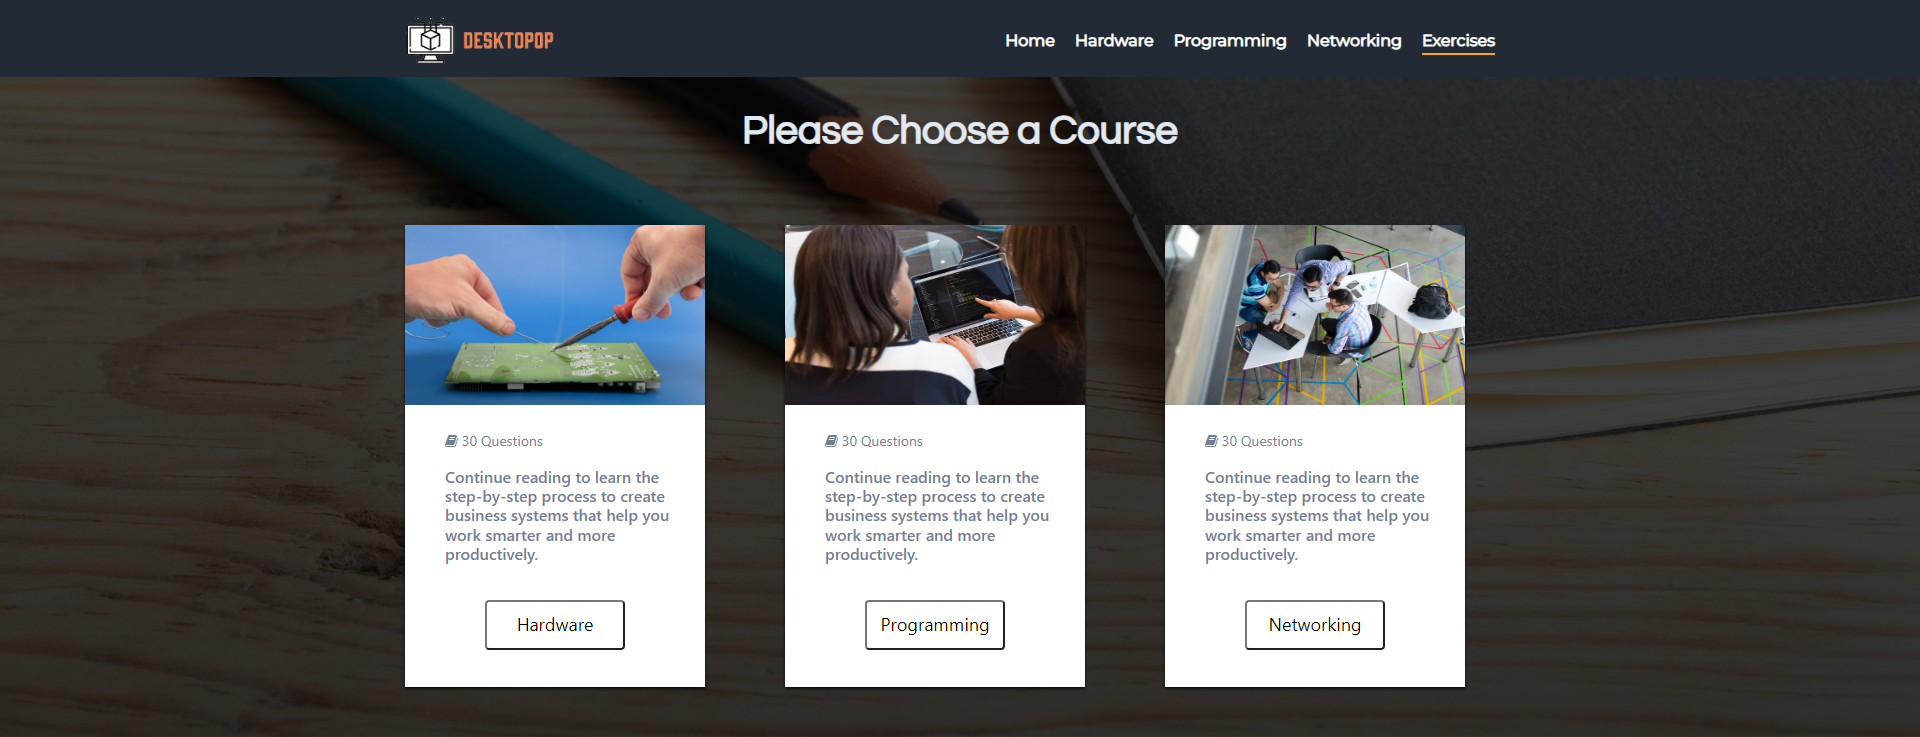 DESKTOPOP
Home Hardware Programming Networking Exercises
Please Choose a Course
30 Questions
Continue reading to learn the
step-by-step process to create
business systems that help you
work smarter and more
productively.
Hardware
30 Questions
Continue reading to learn the
step-by-step process to create
business systems that help you
work smarter and more
productively.
Programming
30 Questions
Continue reading to learn the
step-by-step process to create
business systems that help you
work smarter and more
productively.
Networking